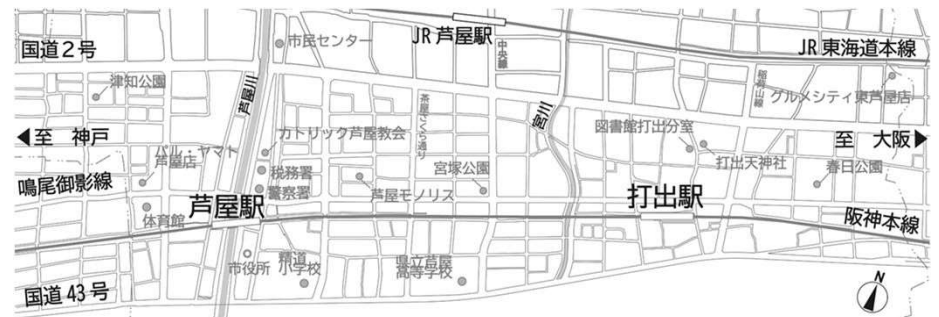 JR 芦屋駅
国道２号
市民センター
中央線
JR 東海道本線
津知公園
芦屋川
稲荷山線
グルメシティ東芦屋店
茶屋さくら通り
宮川
カトリック芦屋教会
図書館打出分室
◀至 神戸
至 大阪▶
パル・ヤマト
芦屋店
打出天神社
税務署
宮塚公園
春日公園
鳴尾御影線
警察署
芦屋モノリス
芦屋駅
打出駅
体育館
阪神本線
市役所
精道
小学校
県立芦屋
高等学校
国道 43 号
N